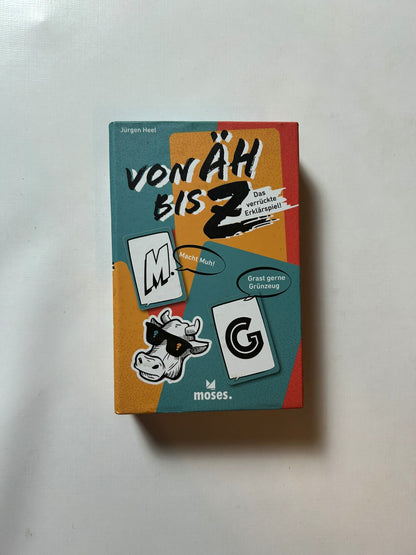 Jürgen Heel
VON ÄH
BIS Z
Das
verrückte
Erklärspiel!
M.
Macht Muh!
Grast gerne
Grünzeug
G
? ?
moses.